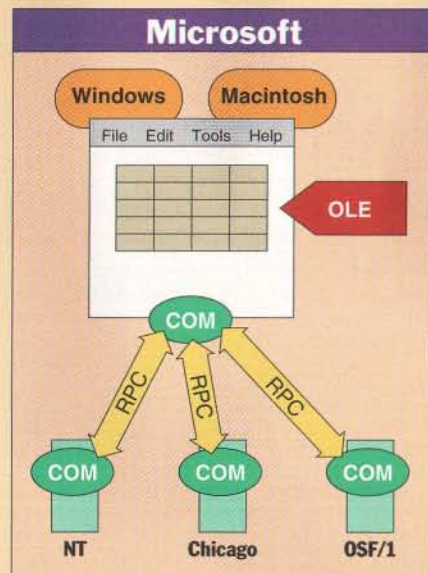 Microsoft
Windows Macintosh
File Edit Tools Help
OLE
COM
RPC RPC RPC
COM COM COM
NT Chicago OSF/1